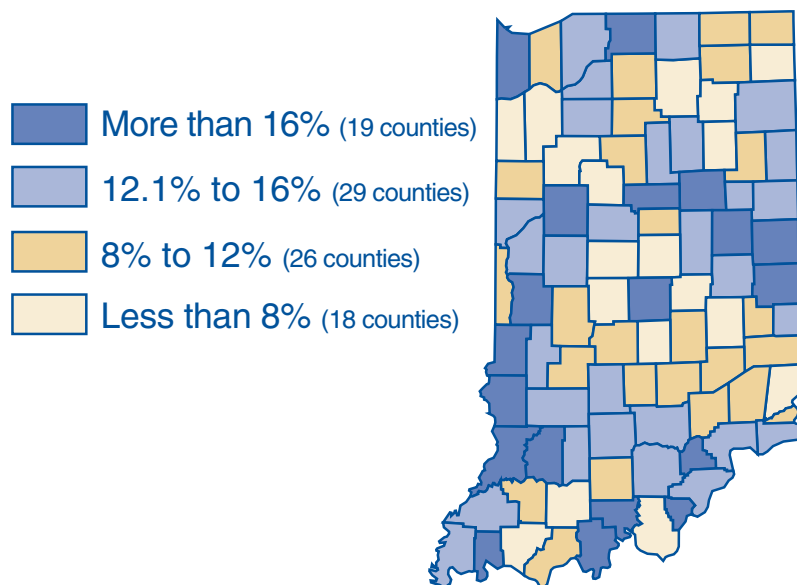 More than 16% (19 counties)
12.1% to 16% (29 counties)
8% to 12% (26 counties)
Less than 8% (18 counties)